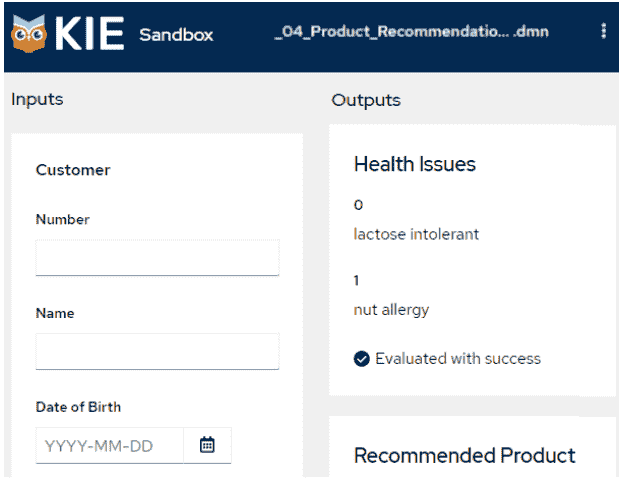 KIE Sandbox
_04_Product_Recommendatio... .dmn
Inputs
Customer
Number
Name
Date of Birth
YYYY-MM-DD
Outputs
Health Issues
0
lactose intolerant
1
nut allergy
Evaluated with success
Recommended Product